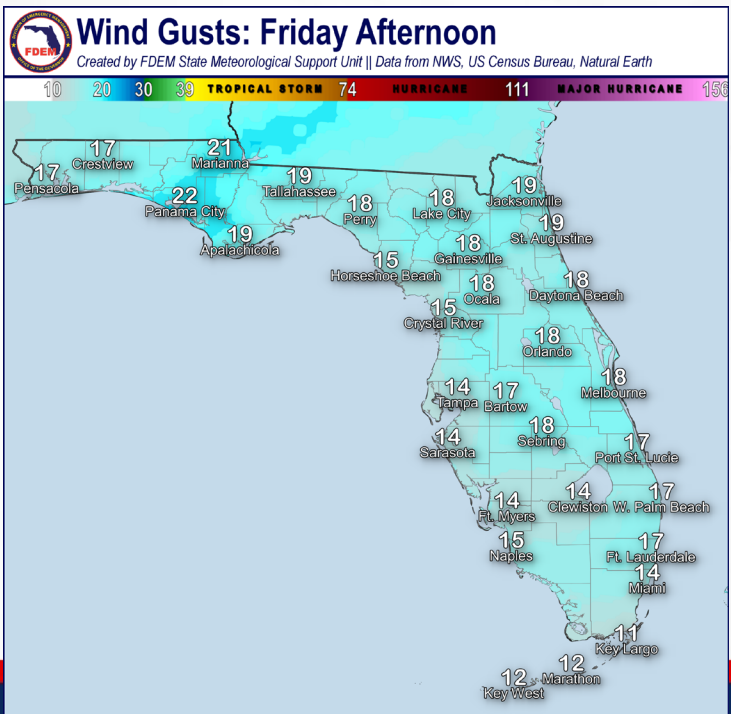 Wind Gusts: Friday Afternoon
FDEM
Created by FDEM State Meteorological Support Unit || Data from NWS, US Census Bureau, Natural Earth
10 20 30 39 TROPICAL STORM 74 HURRICANE 111 MAJOR HURRICANE 156
17
Crestview
21
Marianna
17
Pensacola
19
Tallahassee
22
Panama City
18
Perry
18
Lake City
19
Jacksonville
19
Apalachicola
19
St. Augustine
18
Gainesville
15
Horseshoe Beach
18
Ocala
18
Daytona Beach
15
Crystal River
18
Orlando
14
Tampa
17
Bartow
18
Melbourne
14
Sarasota
18
Sebring
17
Port St. Lucie
14
Ft. Myers
14
Clewiston
17
W. Palm Beach
15
Naples
17
Ft. Lauderdale
14
Miami
11
Key Largo
12
Marathon
12
Key West